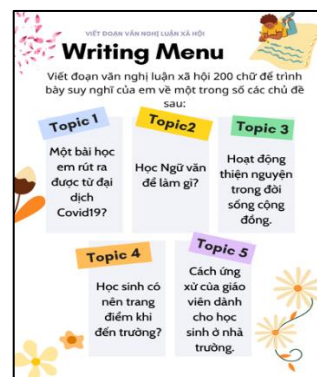 VIẾT ĐOẠN VĂN NGHỊ LUẬN XÃ HỘI
Writing Menu
Viết đoạn văn nghị luận xã hội 200 chữ để trình
bày suy nghĩ của em về một trong số các chủ đề
sau:
Topic 1
Một bài học
em rút ra
được từ đại
dịch
Covid19?
Topic2
Học Ngữ văn
để làm gì?
Topic 3
Hoạt động
thiện nguyện
trong đời
sống cộng
đồng.
Topic 4
Học sinh có
nên trang
điểm khi
đến trường?
Topic 5
Cách ứng
xử của giáo
viên dành
cho học
sinh ở nhà
trường.